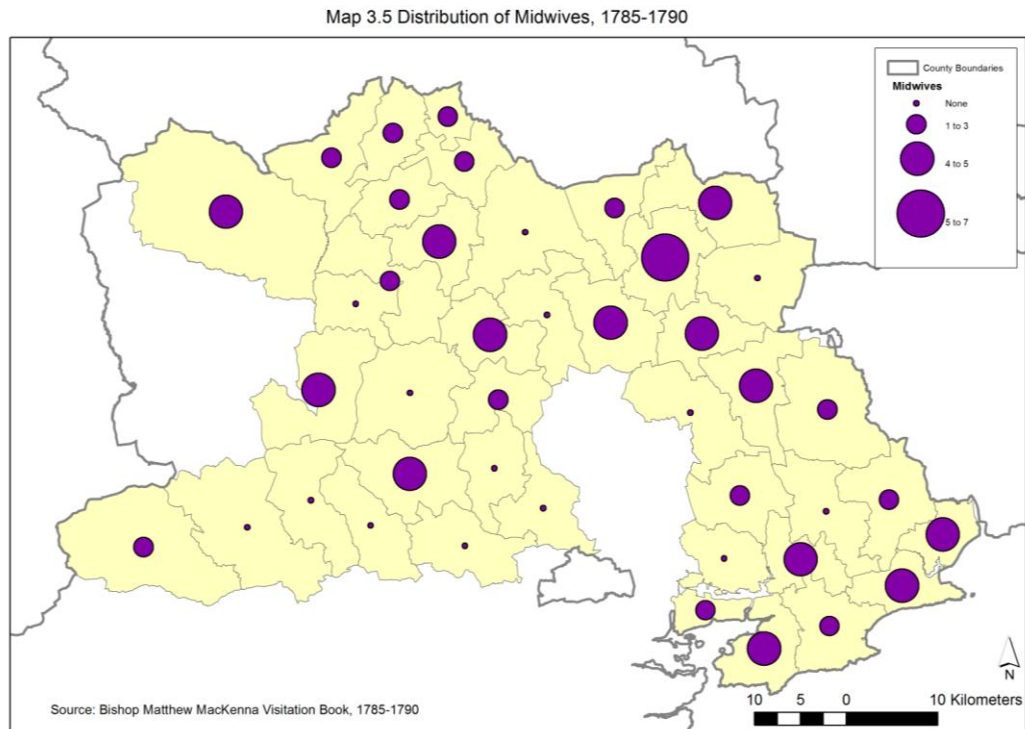 Map 3.5 Distribution of Midwives, 1785-1790
County Boundaries
Midwives
None
1 to 3
4 to 5
5 to 7
N
10 5 0 10 Kilometers
Source: Bishop Matthew MacKenna Visitation Book, 1785-1790